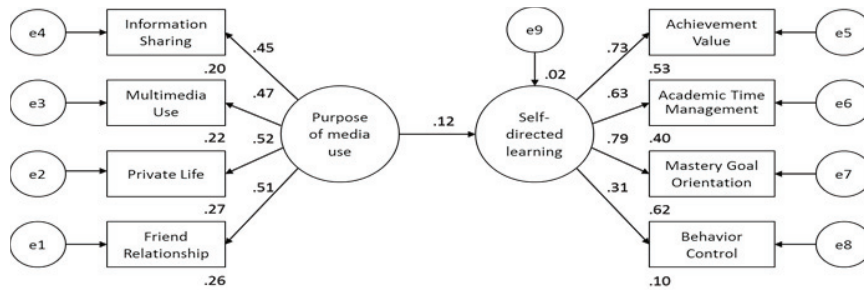 e4
Information
Sharing
.20
.45
e3
Multimedia
Use
.22
.47
e2
Private Life
.27
.52
e1
Friend
Relationship
.26
.51
Purpose
of media
use
.12
e9
.02
Self-
directed
learning
.73
Achievement
Value
.53
e5
.63
Academic Time
Management
.40
e6
.79
Mastery Goal
Orientation
.62
e7
.31
Behavior
Control
.10
e8